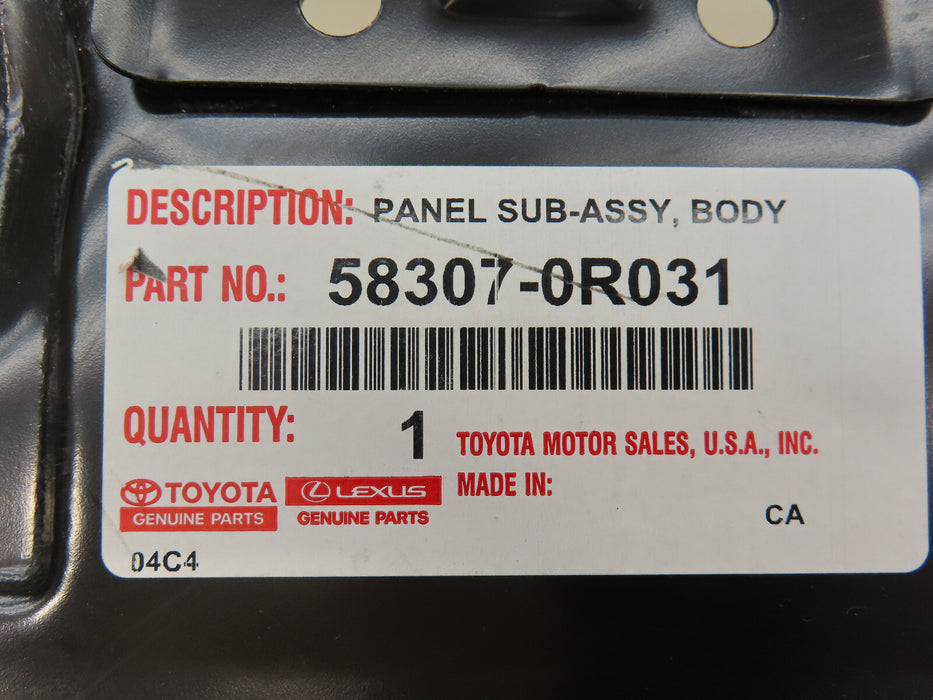 DESCRIPTION: PANEL SUB-ASSY, BODY
PART NO.: 58307-0R031
QUANTITY: 1
TOYOTA MOTOR SALES, U.S.A., INC.
MADE IN:
CA
TOYOTA
GENUINE PARTS
LEXUS
GENUINE PARTS
04C4